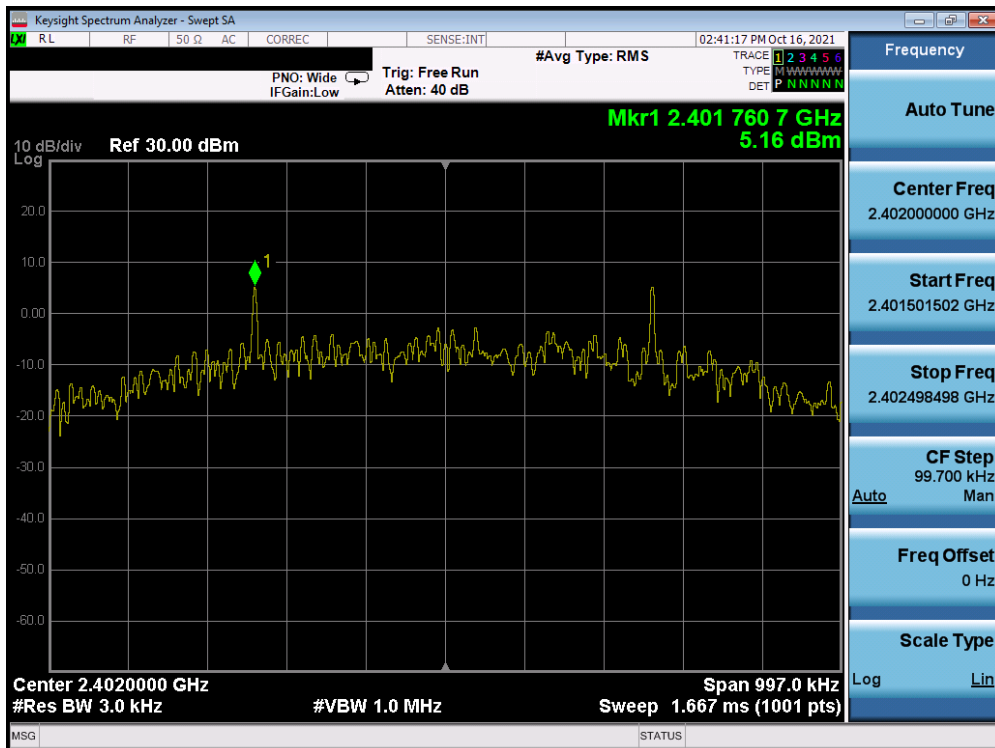 Keysight Spectrum Analyzer - Swept SA
LXI RL RF 50 Ω AC CORREC SENSE:INT 02:41:17 PM Oct 16, 2021
#Avg Type: RMS TRACE 1 2 3 4 5 6
PNO: Wide Trig: Free Run TYPE M WWWWW
IFGain:Low Atten: 40 dB DET P N N N N N
Mkr1 2.401 760 7 GHz
5.16 dBm
10 dB/div Ref 30.00 dBm
Log
20.0
1
10.0
0.00
-10.0
-20.0
-30.0
-40.0
-50.0
-60.0
Center 2.4020000 GHz Span 997.0 kHz
#Res BW 3.0 kHz #VBW 1.0 MHz Sweep 1.667 ms (1001 pts)
MSG STATUS
Frequency
Auto Tune
Center Freq
2.402000000 GHz
Start Freq
2.401501502 GHz
Stop Freq
2.402498498 GHz
CF Step
99.700 kHz
Auto Man
Freq Offset
0 Hz
Scale Type
Log Lin